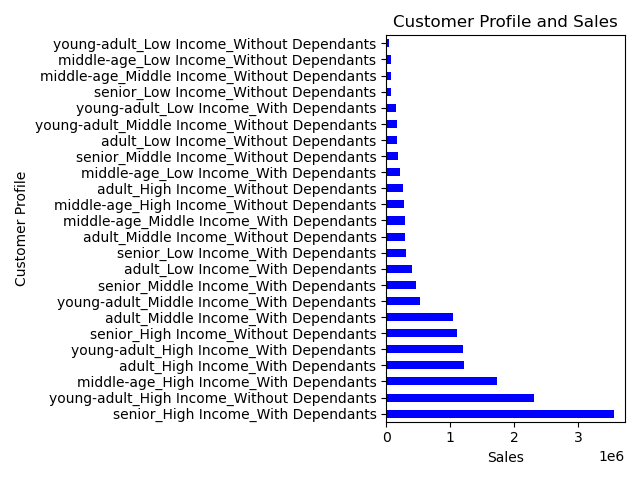 Customer Profile and Sales
Customer Profile
young-adult_Low Income_Without Dependants
middle-age_Low Income_Without Dependants
middle-age_Middle Income_Without Dependants
senior_Low Income_Without Dependants
young-adult_Low Income_With Dependants
young-adult_Middle Income_Without Dependants
adult_Low Income_Without Dependants
senior_Middle Income_Without Dependants
middle-age_Low Income_With Dependants
adult_High Income_Without Dependants
middle-age_High Income_Without Dependants
middle-age_Middle Income_With Dependants
adult_Middle Income_Without Dependants
senior_Low Income_With Dependants
adult_Low Income_With Dependants
senior_Middle Income_With Dependants
young-adult_Middle Income_With Dependants
adult_Middle Income_With Dependants
senior_High Income_Without Dependants
young-adult_High Income_With Dependants
adult_High Income_With Dependants
middle-age_High Income_With Dependants
young-adult_High Income_Without Dependants
senior_High Income_With Dependants
0 1 2 3
1e6
Sales